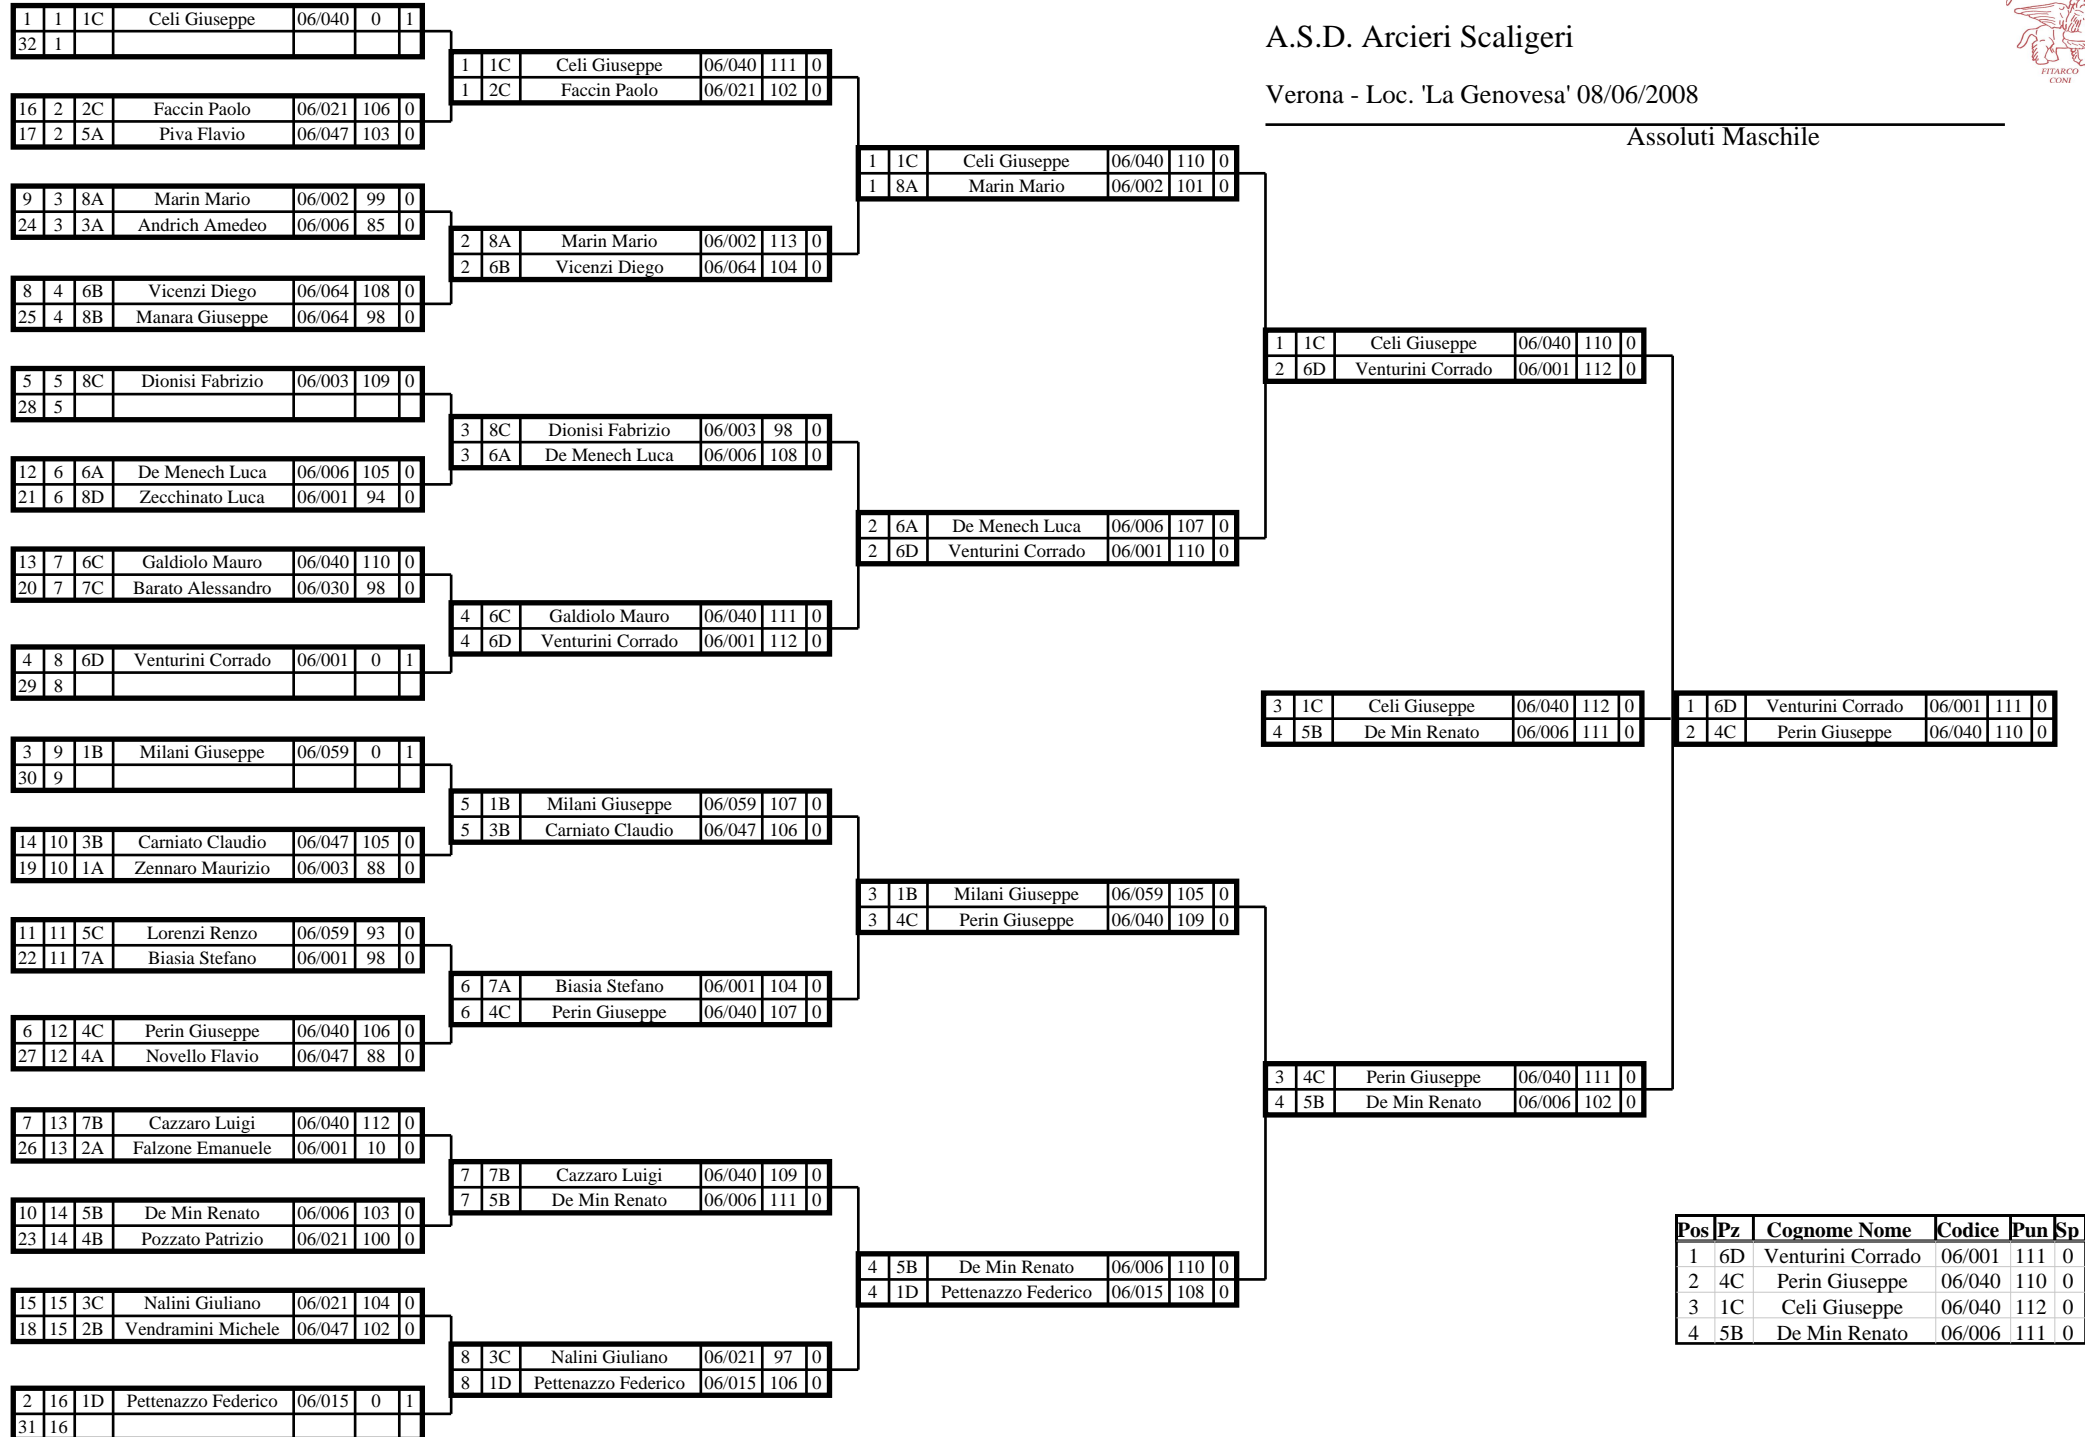 A.S.D. Arcieri Scaligeri
FITARCO
CONI
Verona - Loc. 'La Genovesa' 08/06/2008
Assoluti Maschile
1 1 1C Celi Giuseppe 06/040 0 1
32 1
16 2 2C Faccin Paolo 06/021 106 0
17 2 5A Piva Flavio 06/047 103 0
9 3 8A Marin Mario 06/002 99 0
24 3 3A Andrich Amedeo 06/006 85 0
8 4 6B Vicenzi Diego 06/064 108 0
25 4 8B Manara Giuseppe 06/064 98 0
5 5 8C Dionisi Fabrizio 06/003 109 0
28 5
12 6 6A De Menech Luca 06/006 105 0
21 6 8D Zecchinato Luca 06/001 94 0
13 7 6C Galdiolo Mauro 06/040 110 0
20 7 7C Barato Alessandro 06/030 98 0
4 8 6D Venturini Corrado 06/001 0 1
29 8
3 9 1B Milani Giuseppe 06/059 0 1
30 9
14 10 3B Carniato Claudio 06/047 105 0
19 10 1A Zennaro Maurizio 06/003 88 0
11 11 5C Lorenzi Renzo 06/059 93 0
22 11 7A Biasia Stefano 06/001 98 0
6 12 4C Perin Giuseppe 06/040 106 0
27 12 4A Novello Flavio 06/047 88 0
7 13 7B Cazzaro Luigi 06/040 112 0
26 13 2A Falzone Emanuele 06/001 10 0
10 14 5B De Min Renato 06/006 103 0
23 14 4B Pozzato Patrizio 06/021 100 0
15 15 3C Nalini Giuliano 06/021 104 0
18 15 2B Vendramini Michele 06/047 102 0
2 16 1D Pettenazzo Federico 06/015 0 1
31 16
1 1C Celi Giuseppe 06/040 111 0
1 2C Faccin Paolo 06/021 102 0
2 8A Marin Mario 06/002 113 0
2 6B Vicenzi Diego 06/064 104 0
3 8C Dionisi Fabrizio 06/003 98 0
3 6A De Menech Luca 06/006 108 0
4 6C Galdiolo Mauro 06/040 111 0
4 6D Venturini Corrado 06/001 112 0
5 1B Milani Giuseppe 06/059 107 0
5 3B Carniato Claudio 06/047 106 0
6 7A Biasia Stefano 06/001 104 0
6 4C Perin Giuseppe 06/040 107 0
7 7B Cazzaro Luigi 06/040 109 0
7 5B De Min Renato 06/006 111 0
8 3C Nalini Giuliano 06/021 97 0
8 1D Pettenazzo Federico 06/015 106 0
1 1C Celi Giuseppe 06/040 110 0
1 8A Marin Mario 06/002 101 0
2 6A De Menech Luca 06/006 107 0
2 6D Venturini Corrado 06/001 110 0
3 1B Milani Giuseppe 06/059 105 0
3 4C Perin Giuseppe 06/040 109 0
4 5B De Min Renato 06/006 110 0
4 1D Pettenazzo Federico 06/015 108 0
1 1C Celi Giuseppe 06/040 110 0
2 6D Venturini Corrado 06/001 112 0
3 1C Celi Giuseppe 06/040 112 0
4 5B De Min Renato 06/006 111 0
3 4C Perin Giuseppe 06/040 111 0
4 5B De Min Renato 06/006 102 0
1 6D Venturini Corrado 06/001 111 0
2 4C Perin Giuseppe 06/040 110 0
Pos Pz Cognome Nome Codice Pun Sp
1 6D Venturini Corrado 06/001 111 0
2 4C Perin Giuseppe 06/040 110 0
3 1C Celi Giuseppe 06/040 112 0
4 5B De Min Renato 06/006 111 0